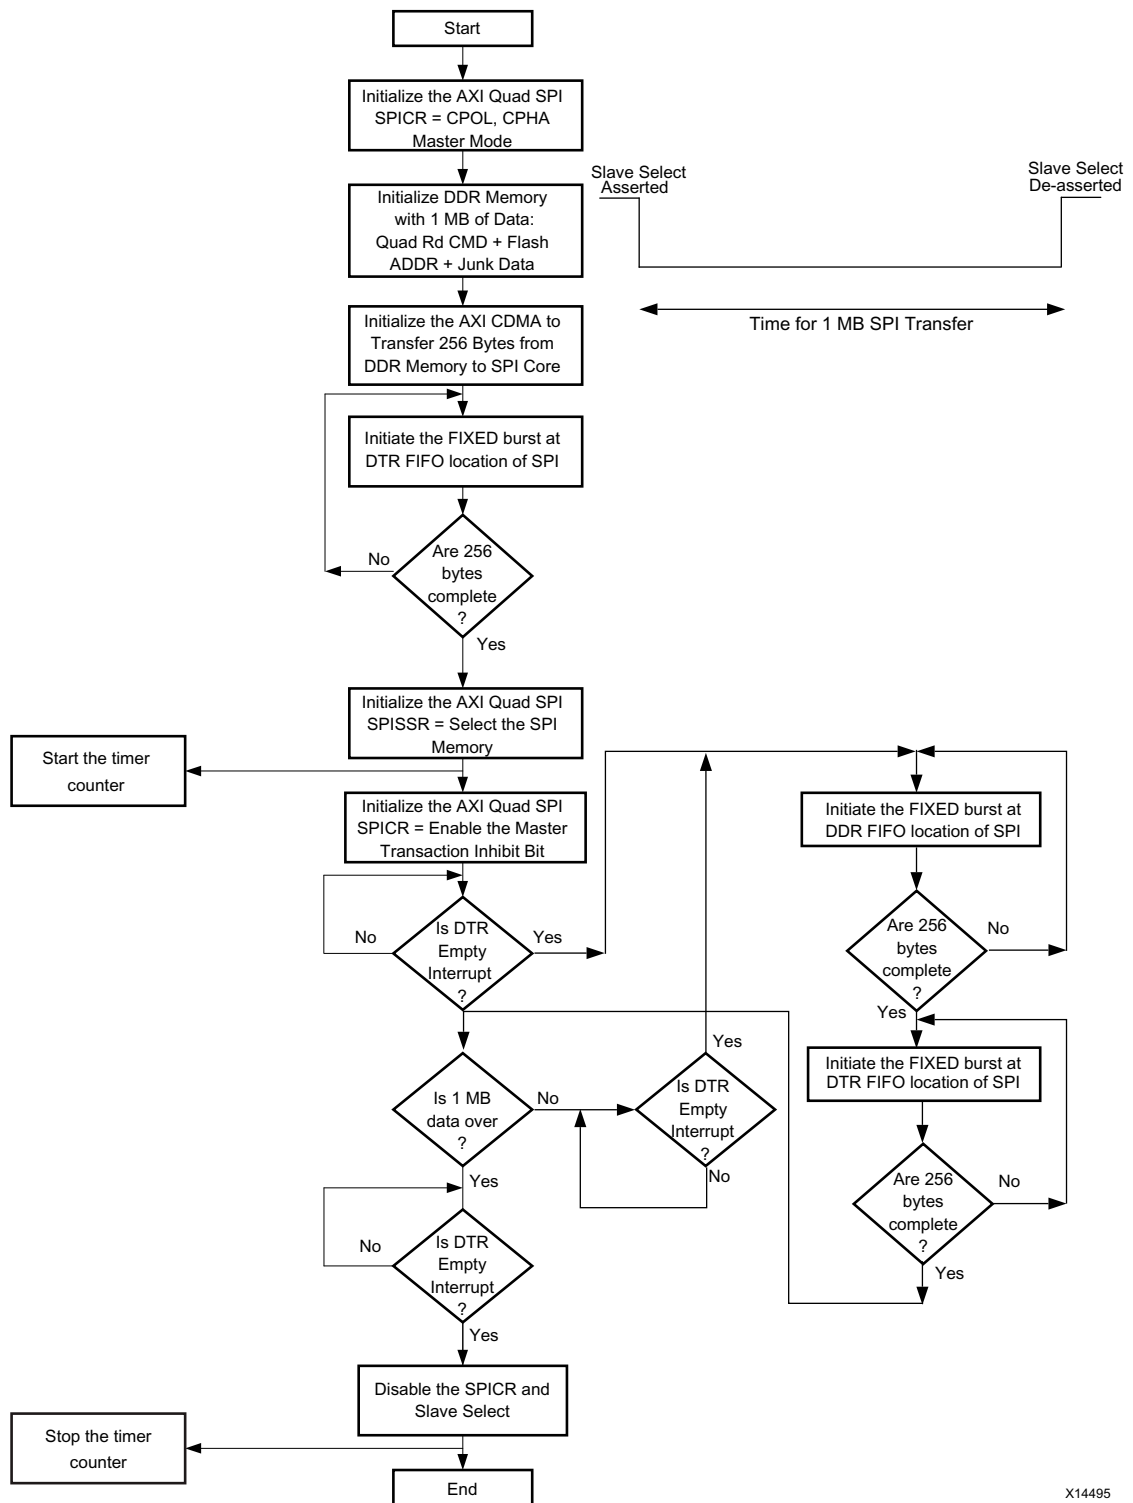 Start
Initialize the AXI Quad SPI
SPICR = CPOL, CPHA
Master Mode
Slave Select
Asserted
Slave Select
De-asserted
Initialize DDR Memory
with 1 MB of Data:
Quad Rd CMD + Flash
ADDR + Junk Data
Time for 1 MB SPI Transfer
Initialize the AXI CDMA to
Transfer 256 Bytes from
DDR Memory to SPI Core
Initiate the FIXED burst at
DTR FIFO location of SPI
No
Are 256
bytes
complete
?
Yes
Initialize the AXI Quad SPI
SPISSR = Select the SPI
Memory
Start the timer
counter
Initialize the AXI Quad SPI
SPICR = Enable the Master
Transaction Inhibit Bit
Initiate the FIXED burst at
DDR FIFO location of SPI
No
Is DTR
Empty
Interrupt
?
Yes
Are 256
bytes
complete
?
No
Yes
Initiate the FIXED burst at
DTR FIFO location of SPI
Is 1 MB
data over
?
No
Yes
Is DTR
Empty
Interrupt
?
Yes
No
Are 256
bytes
complete
?
No
Yes
No
Is DTR
Empty
Interrupt
?
Yes
Disable the SPICR and
Slave Select
Stop the timer
counter
End
X14495